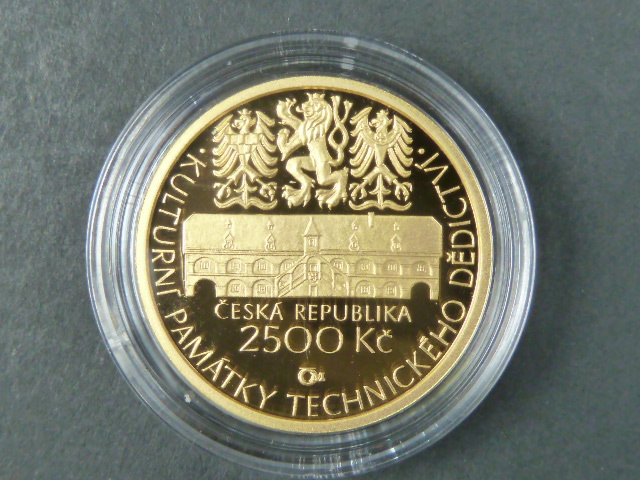 · KULTURNÍ PAMÁTKY TECHNICKÉHO DĚDICTVÍ ·
ČESKÁ REPUBLIKA
2500 Kč